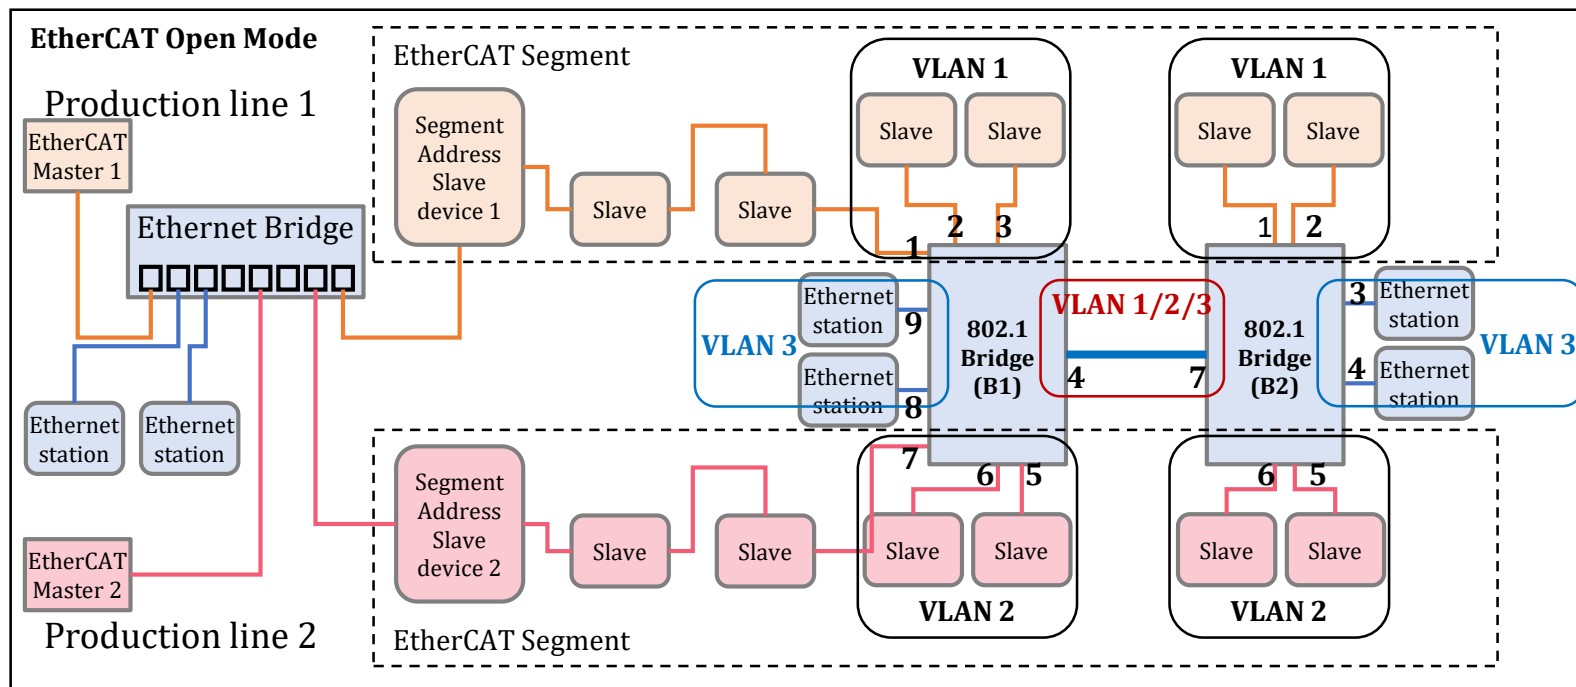 EtherCAT Open Mode
Production line 1
EtherCAT
Master 1
Ethernet Bridge
Ethernet
station
Ethernet
station
EtherCAT
Master 2
Production line 2
EtherCAT Segment
Segment
Address
Slave
device 1
Slave
Slave
VLAN 1
Slave
Slave
1
2
3
VLAN 1
Slave
Slave
1
2
Ethernet
station
9
VLAN 3
Ethernet
station
8
802.1
Bridge
(B1)
VLAN 1/2/3
4
7
802.1
Bridge
(B2)
3
Ethernet
station
VLAN 3
4
Ethernet
station
Segment
Address
Slave
device 2
Slave
Slave
7
6
5
Slave
Slave
VLAN 2
6
5
Slave
Slave
VLAN 2
EtherCAT Segment